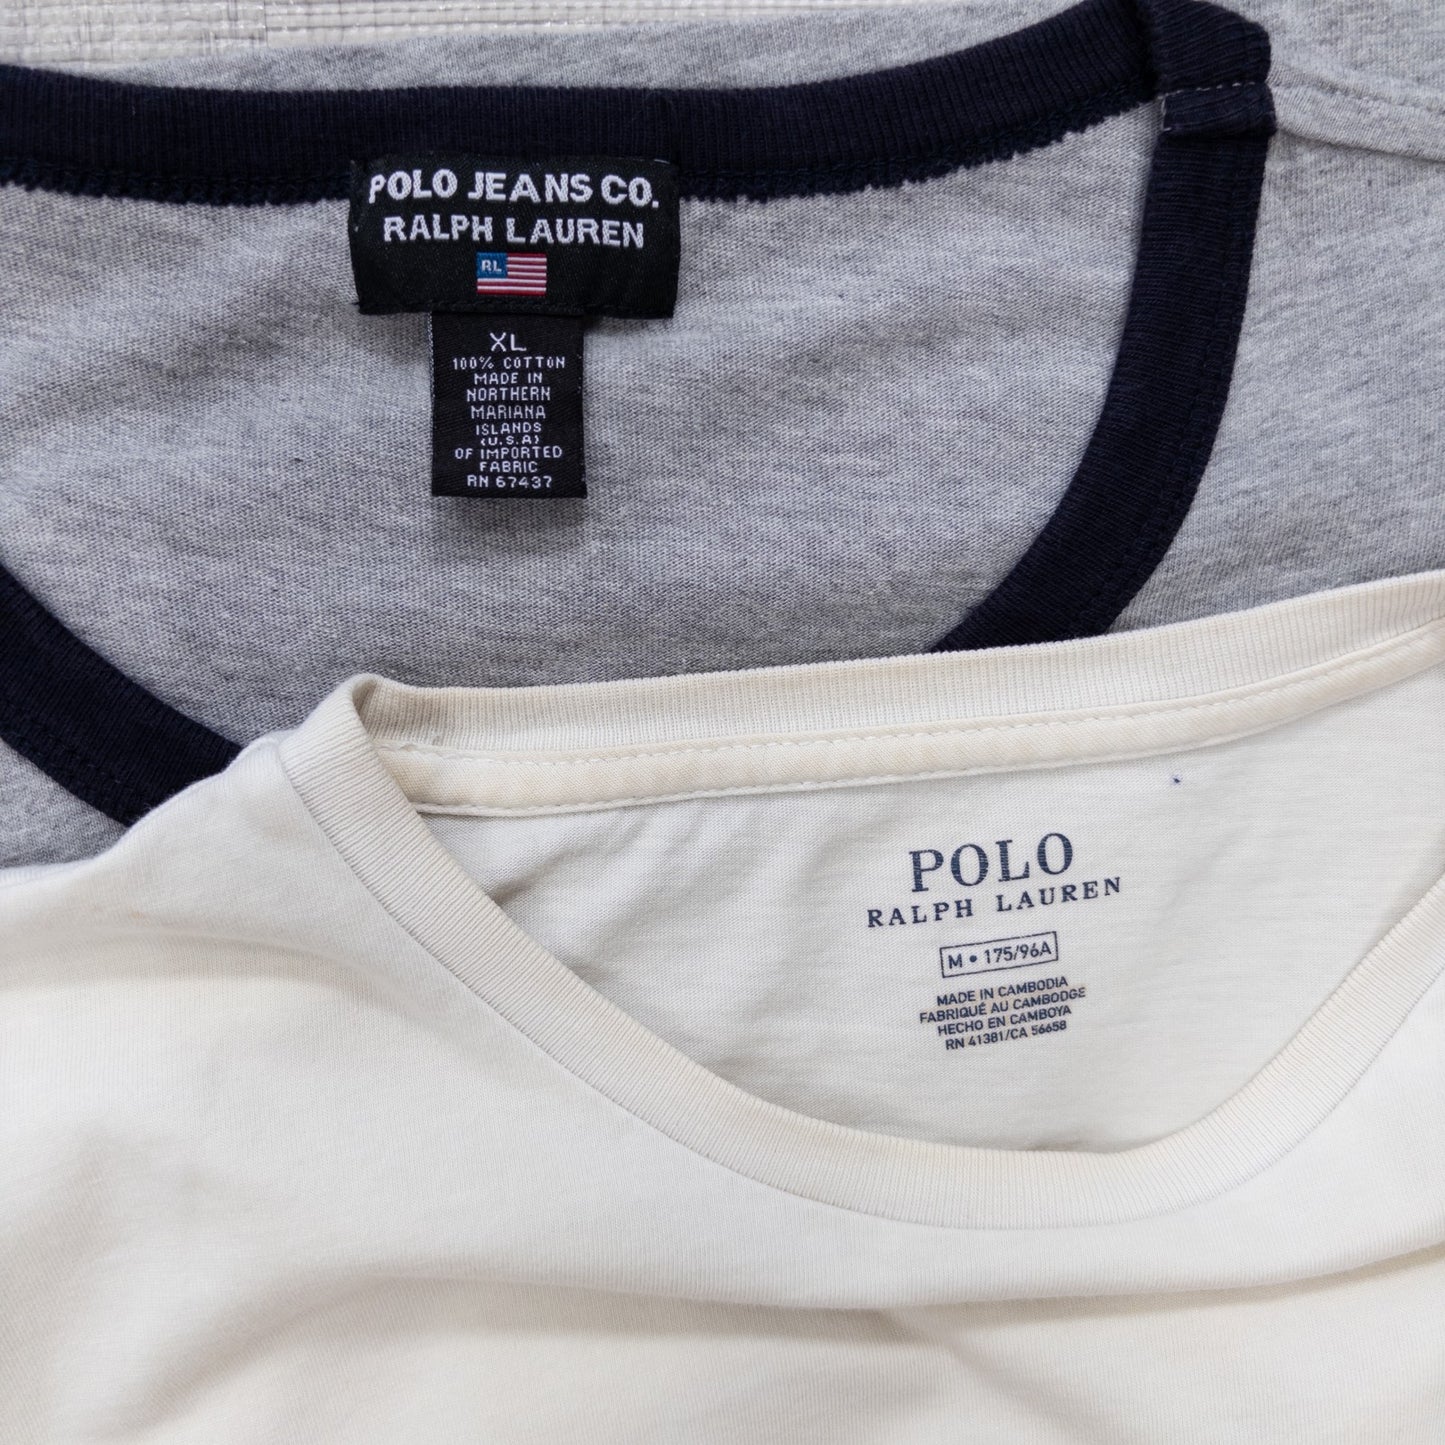 POLO JEANS CO.
RALPH LAUREN
RL
XL
100% COTTON
MADE IN
NORTHERN
MARIANA
ISLANDS
(U.S.A)
OF IMPORTED
FABRIC
RN 67437
POLO
RALPH LAUREN
M • 175/96A
MADE IN CAMBODIA
FABRIQUÉ AU CAMBODGE
HECHO EN CAMBOYA
RN 41381/CA 56658